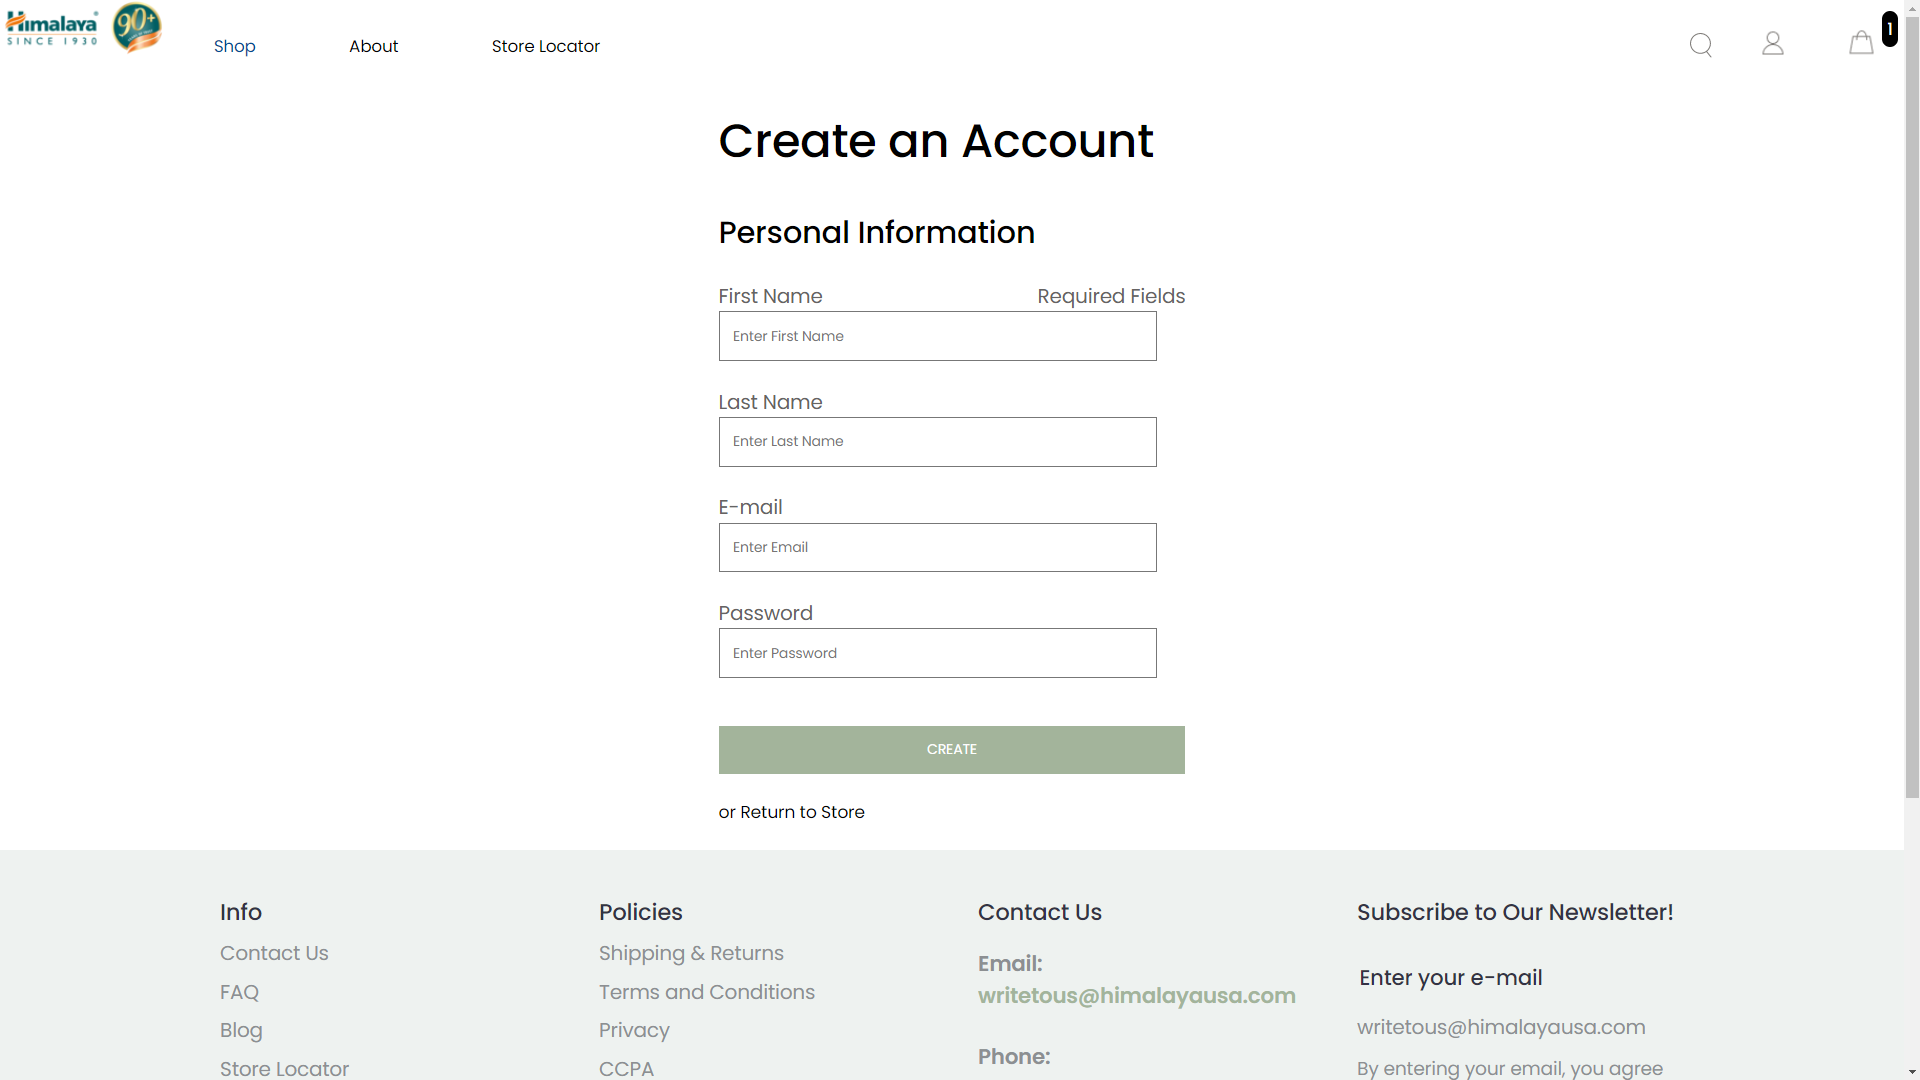 Himalaya
SINCE 1930
90+
Shop
About
Store Locator
1
Create an Account
Personal Information
First Name
Required Fields
Enter First Name
Last Name
Enter Last Name
E-mail
Enter Email
Password
Enter Password
CREATE
or Return to Store
Info
Contact Us
FAQ
Blog
Store Locator
Policies
Shipping & Returns
Terms and Conditions
Privacy
CCPA
Contact Us
Email:
writetous@himalayausa.com
Phone:
Subscribe to Our Newsletter!
Enter your e-mail
writetous@himalayausa.com
By entering your email, you agree